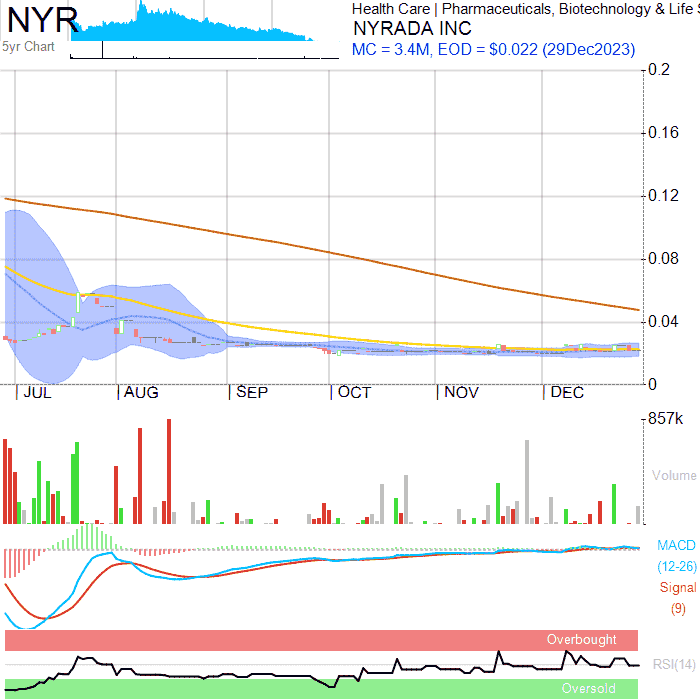 NYR
Health Care | Pharmaceuticals, Biotechnology & Life S
NYRADA INC
5yr Chart
MC = 3.4M, EOD = $0.022 (29Dec2023)
0.2
0.16
0.12
0.08
0.04
0
JUL AUG SEP OCT NOV DEC
857k
Volume
MACD
(12-26)
Signal
(9)
Overbought
RSI(14)
Oversold